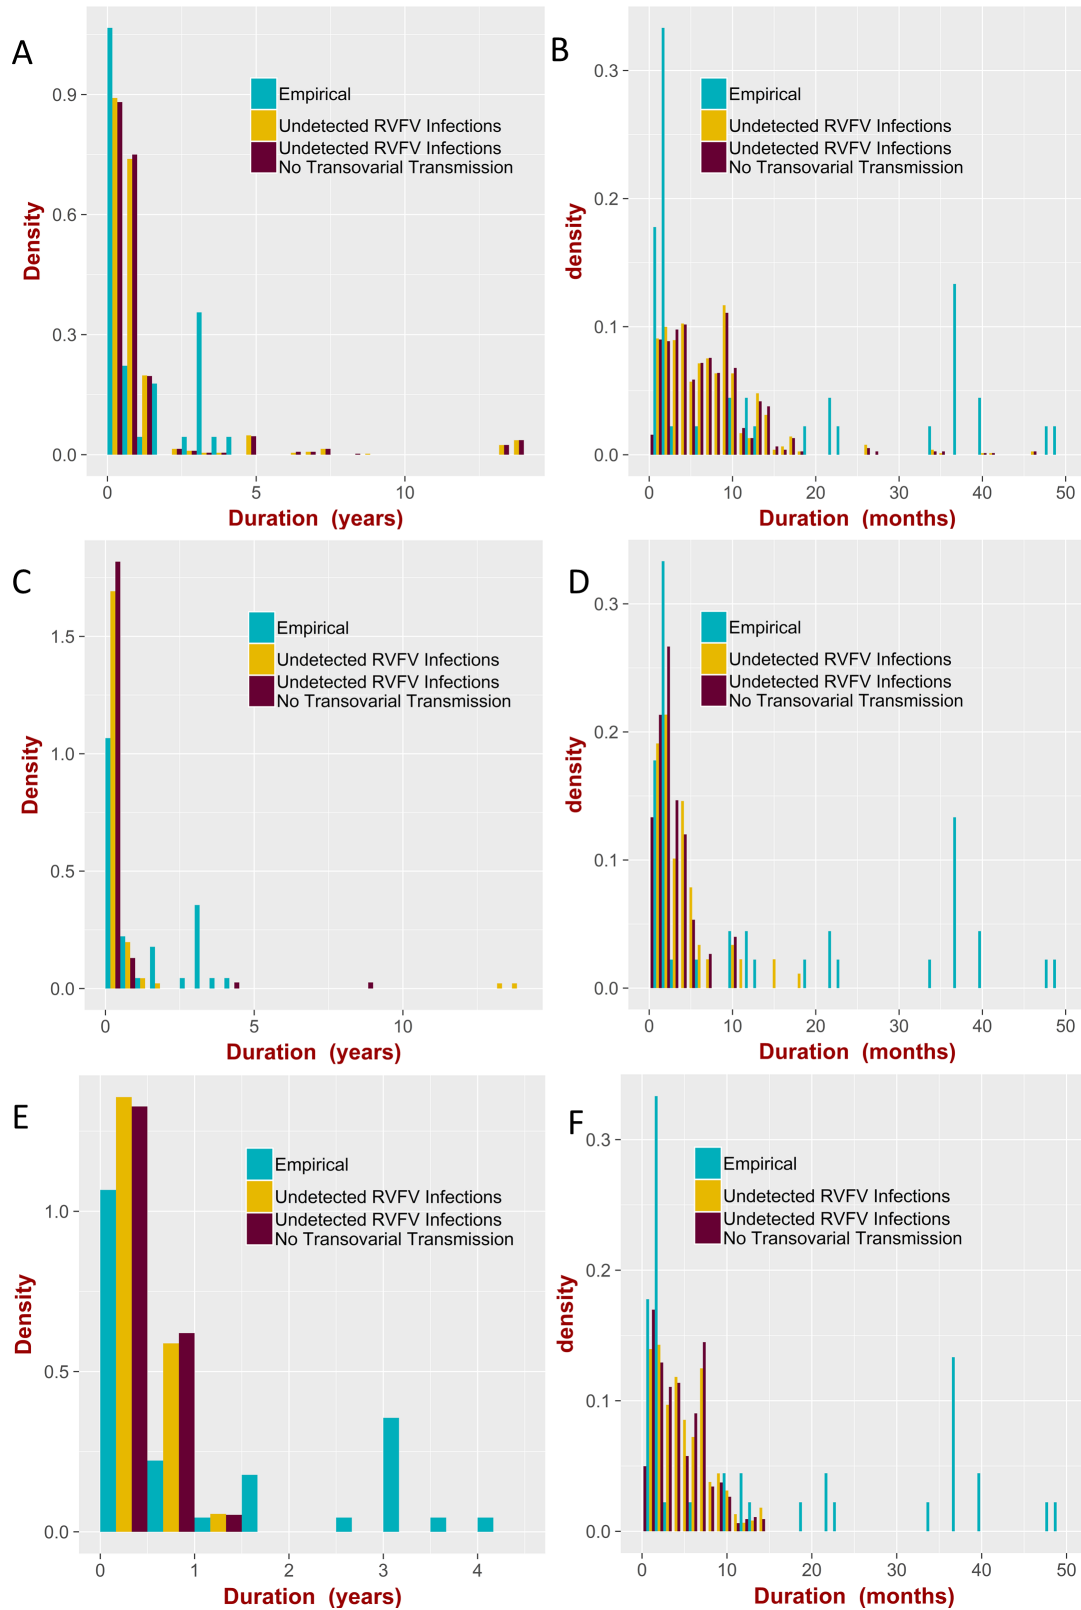 A
Density
0.9
0.6
0.3
0.0
Empirical
Undetected RVFV Infections
Undetected RVFV Infections
No Transovarial Transmission
0
5
10
Duration (years)
B
density
0.3
0.2
0.1
0.0
Empirical
Undetected RVFV Infections
Undetected RVFV Infections
No Transovarial Transmission
0
10
20
30
40
50
Duration (months)
C
Density
1.5
1.0
0.5
0.0
Empirical
Undetected RVFV Infections
Undetected RVFV Infections
No Transovarial Transmission
0
5
10
Duration (years)
D
density
0.3
0.2
0.1
0.0
Empirical
Undetected RVFV Infections
Undetected RVFV Infections
No Transovarial Transmission
0
10
20
30
40
50
Duration (months)
E
Density
1.0
0.5
0.0
Empirical
Undetected RVFV Infections
Undetected RVFV Infections
No Transovarial Transmission
0
1
2
3
4
Duration (years)
F
density
0.3
0.2
0.1
0.0
Empirical
Undetected RVFV Infections
Undetected RVFV Infections
No Transovarial Transmission
0
10
20
30
40
50
Duration (months)